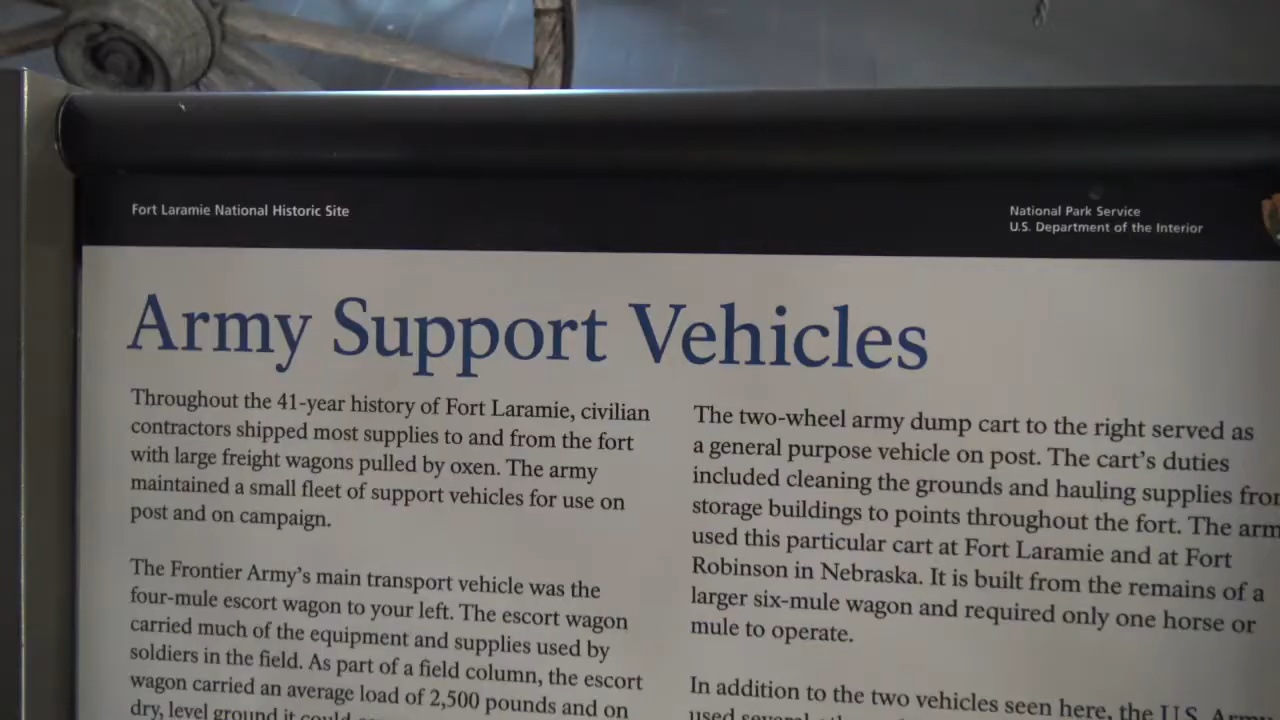 Fort Laramie National Historic Site
National Park Service
U.S. Department of the Interior
Army Support Vehicles
Throughout the 41-year history of Fort Laramie, civilian
contractors shipped most supplies to and from the fort
with large freight wagons pulled by oxen. The army
maintained a small fleet of support vehicles for use on
post and on campaign.
The Frontier Army's main transport vehicle was the
four-mule escort wagon to your left. The escort wagon
carried much of the equipment and supplies used by
soldiers in the field. As part of a field column, the escort
wagon carried an average load of 2,500 pounds and on
dry, level ground it could
The two-wheel army dump cart to the right served as
a general purpose vehicle on post. The cart's duties
included cleaning the grounds and hauling supplies from
storage buildings to points throughout the fort. The army
used this particular cart at Fort Laramie and at Fort
Robinson in Nebraska. It is built from the remains of a
larger six-mule wagon and required only one horse or
mule to operate.
In addition to the two vehicles seen here, the U.S. Army
used several